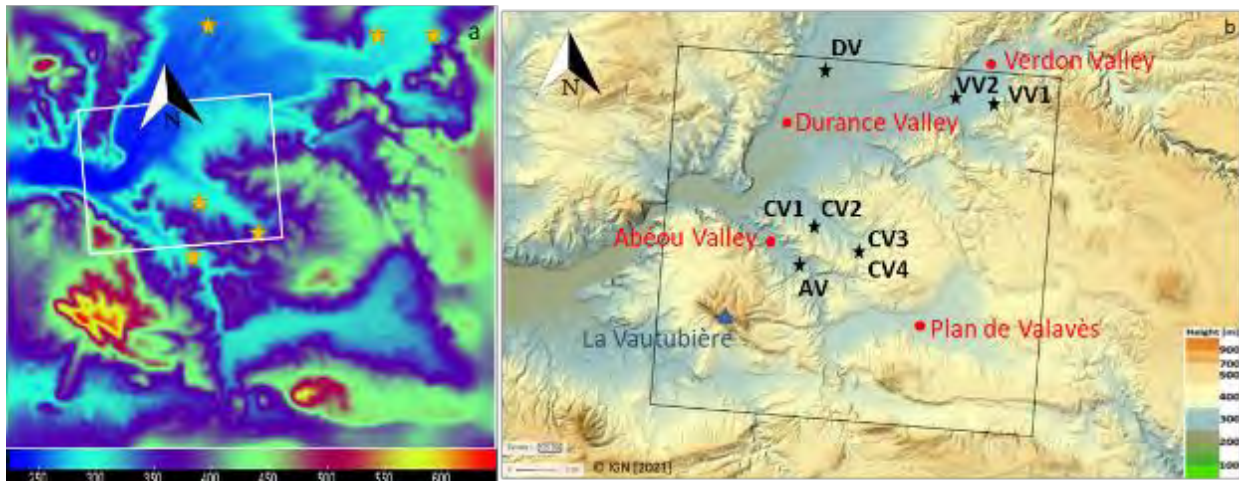 a
N
250 300 350 400 450 500 550 600
b
N
DV
Verdon Valley
VV2
VV1
Durance Valley
CV1 CV2
Abéou Valley
CV3
CV4
AV
La Vautubière
Plan de Valavès
Height (m)
900
700
500
400
300
200
100
© IGN [2021]